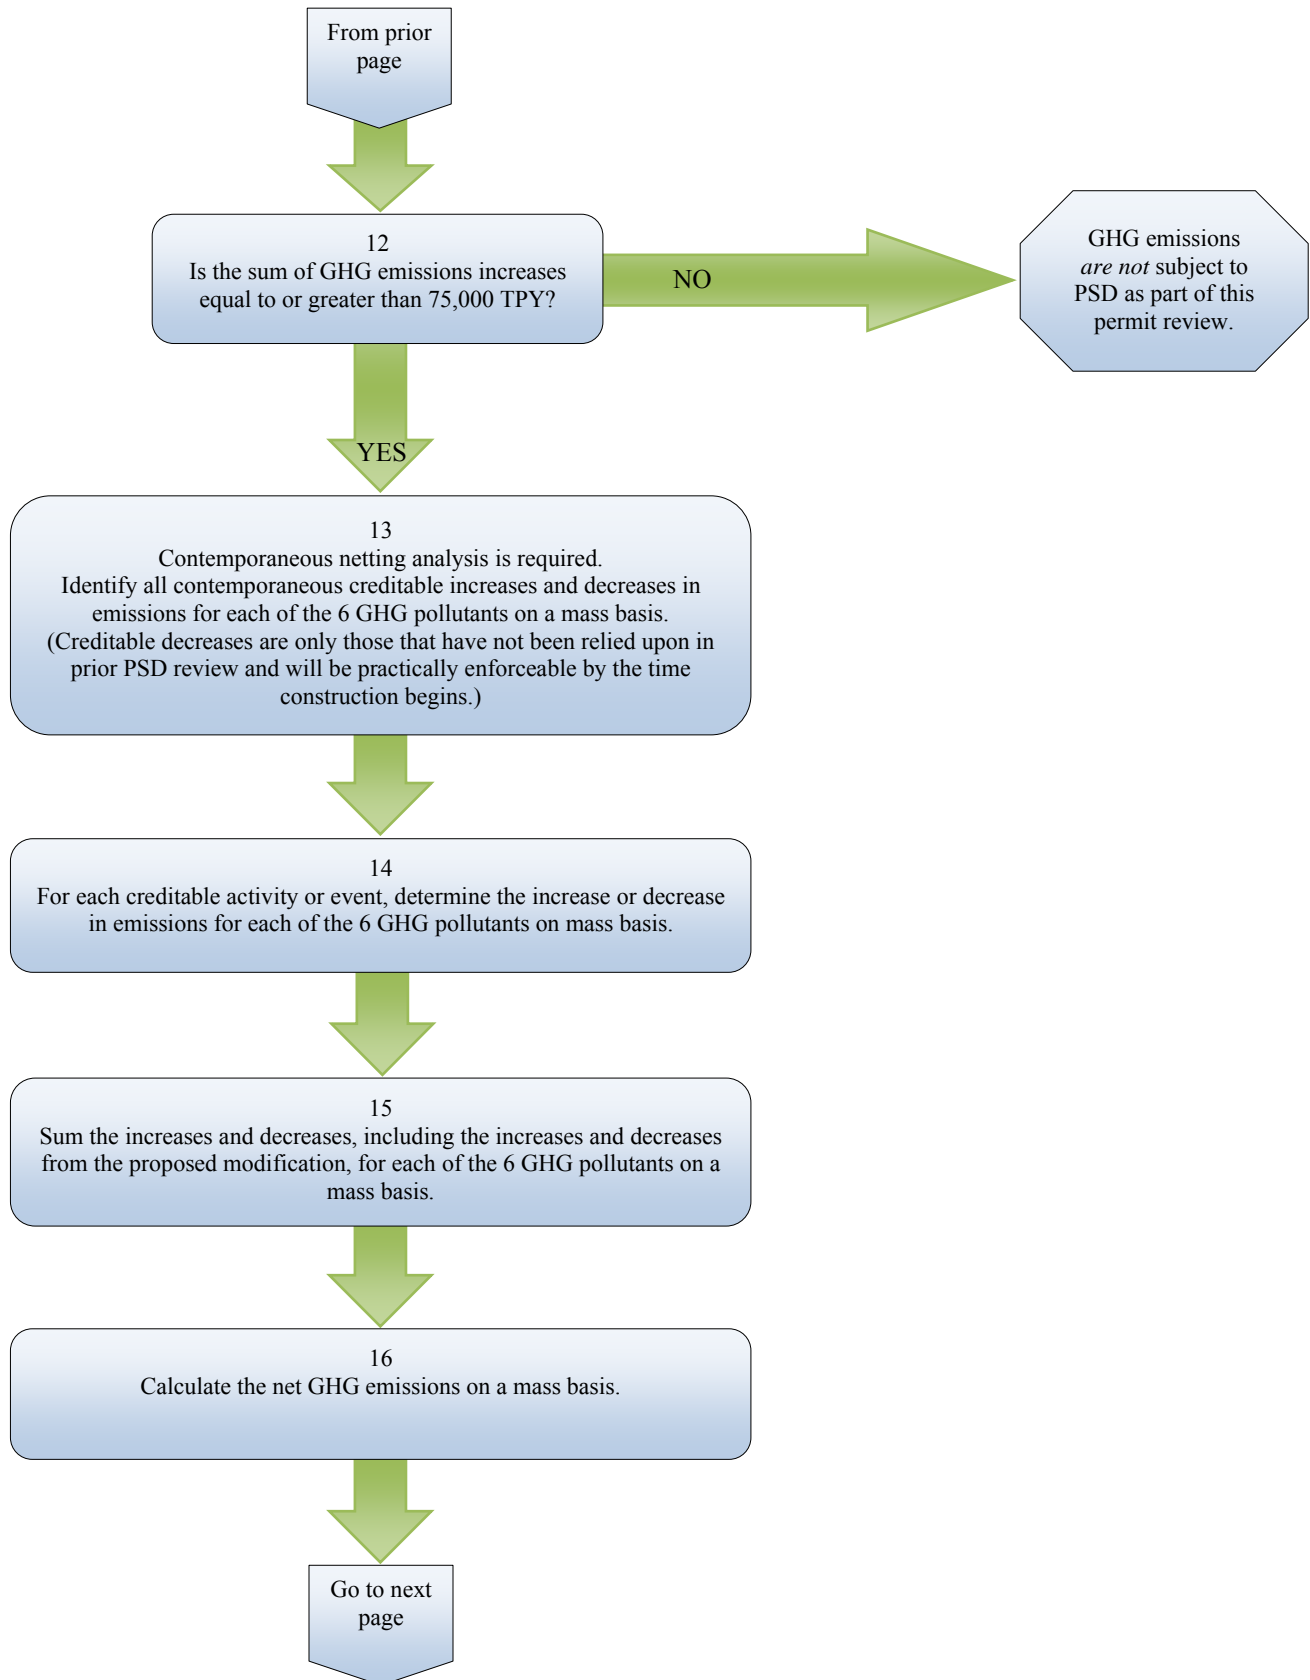 From prior
page
12
Is the sum of GHG emissions increases
equal to or greater than 75,000 TPY?
NO
GHG emissions
are not subject to
PSD as part of this
permit review.
YES
13
Contemporaneous netting analysis is required.
Identify all contemporaneous creditable increases and decreases in
emissions for each of the 6 GHG pollutants on a mass basis.
(Creditable decreases are only those that have not been relied upon in
prior PSD review and will be practically enforceable by the time
construction begins.)
14
For each creditable activity or event, determine the increase or decrease
in emissions for each of the 6 GHG pollutants on mass basis.
15
Sum the increases and decreases, including the increases and decreases
from the proposed modification, for each of the 6 GHG pollutants on a
mass basis.
16
Calculate the net GHG emissions on a mass basis.
Go to next
page